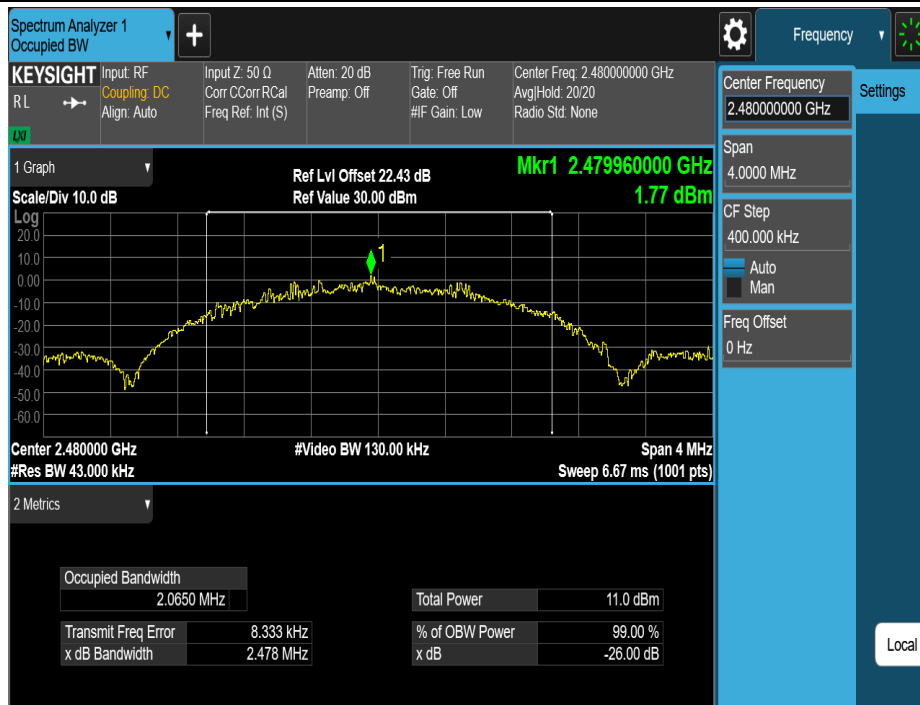 Spectrum Analyzer 1
Occupied BW
+
Frequency
KEYSIGHT
RL
LXI
Input: RF
Coupling: DC
Align: Auto
Input Z: 50 Ω
Corr CCorr RCal
Freq Ref: Int (S)
Atten: 20 dB
Preamp: Off
Trig: Free Run
Gate: Off
#IF Gain: Low
Center Freq: 2.480000000 GHz
Avg|Hold: 20/20
Radio Std: None
Center Frequency
2.480000000 GHz
Settings
Span
4.0000 MHz
CF Step
400.000 kHz
Auto
Man
Freq Offset
0 Hz
Local
1 Graph
Scale/Div 10.0 dB
Ref Lvl Offset 22.43 dB
Ref Value 30.00 dBm
Mkr1 2.479960000 GHz
1.77 dBm
Log
20.0
10.0
0.00
-10.0
-20.0
-30.0
-40.0
-50.0
-60.0
1
Center 2.480000 GHz
#Video BW 130.00 kHz
Span 4 MHz
#Res BW 43.000 kHz
Sweep 6.67 ms (1001 pts)
2 Metrics
Occupied Bandwidth
2.0650 MHz
Total Power 11.0 dBm
Transmit Freq Error 8.333 kHz
% of OBW Power 99.00 %
x dB Bandwidth 2.478 MHz
x dB -26.00 dB